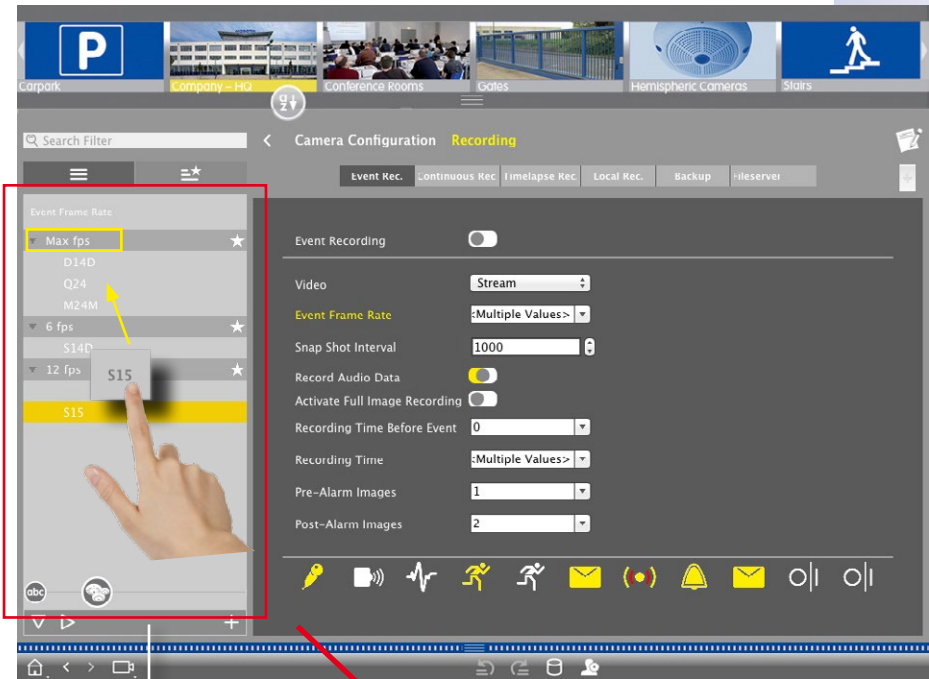 P
Carpark Company – HQ Conference Rooms Gates Hemispheric Cameras Stairs
Search Filter
Camera Configuration Recording
Event Rec. Continuous Rec Timelapse Rec Local Rec. Backup Fileserver
Event Frame Rate
Max fps
D14D
Q24
M24M
6 fps
S14D
12 fps
S15
S15
Event Recording
Video Stream
Event Frame Rate <Multiple Values>
Snap Shot Interval 1000
Record Audio Data
Activate Full Image Recording
Recording Time Before Event 0
Recording Time <Multiple Values>
Pre-Alarm Images 1
Post-Alarm Images 2
abc